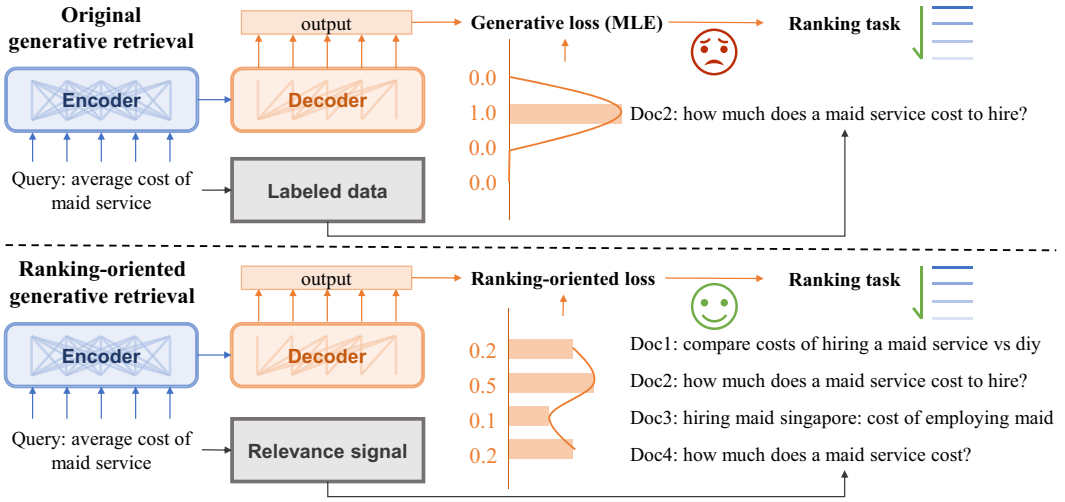 Original
generative retrieval
output
Generative loss (MLE)
Ranking task
Encoder
Decoder
0.0
1.0
0.0
0.0
Doc2: how much does a maid service cost to hire?
Query: average cost of
maid service
Labeled data
Ranking-oriented
generative retrieval
output
Ranking-oriented loss
Ranking task
Encoder
Decoder
0.2
0.5
0.1
0.2
Doc1: compare costs of hiring a maid service vs diy
Doc2: how much does a maid service cost to hire?
Doc3: hiring maid singapore: cost of employing maid
Doc4: how much does a maid service cost?
Query: average cost of
maid service
Relevance signal